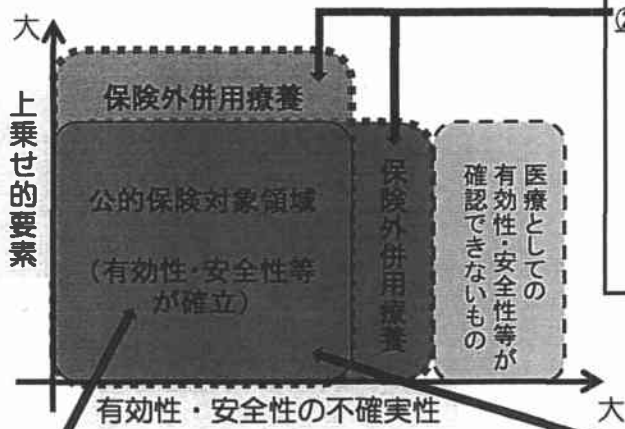 大
上乗せ的要素
保険外併用療養
公的保険対象領域
(有効性・安全性等
が確立)
保険外併用療養
医療としての
有効性・安全性等が
確認できないもの
有効性・安全性の不確実性
大